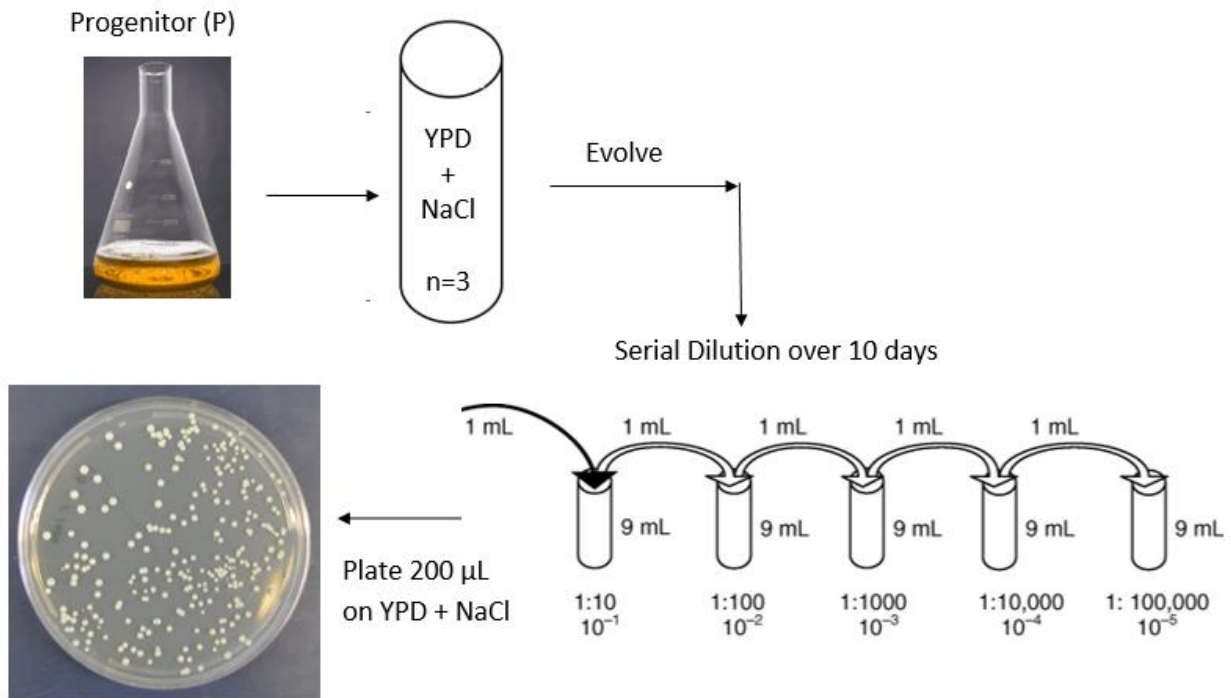 Progenitor (P)
YPD
+
NaCl
n=3
Evolve
Serial Dilution over 10 days
1 mL
1 mL
1 mL
1 mL
1 mL
9 mL
9 mL
9 mL
9 mL
9 mL
1:10
10⁻¹
1:100
10⁻²
1:1000
10⁻³
1:10,000
10⁻⁴
1: 100,000
10⁻⁵
Plate 200 µL
on YPD + NaCl